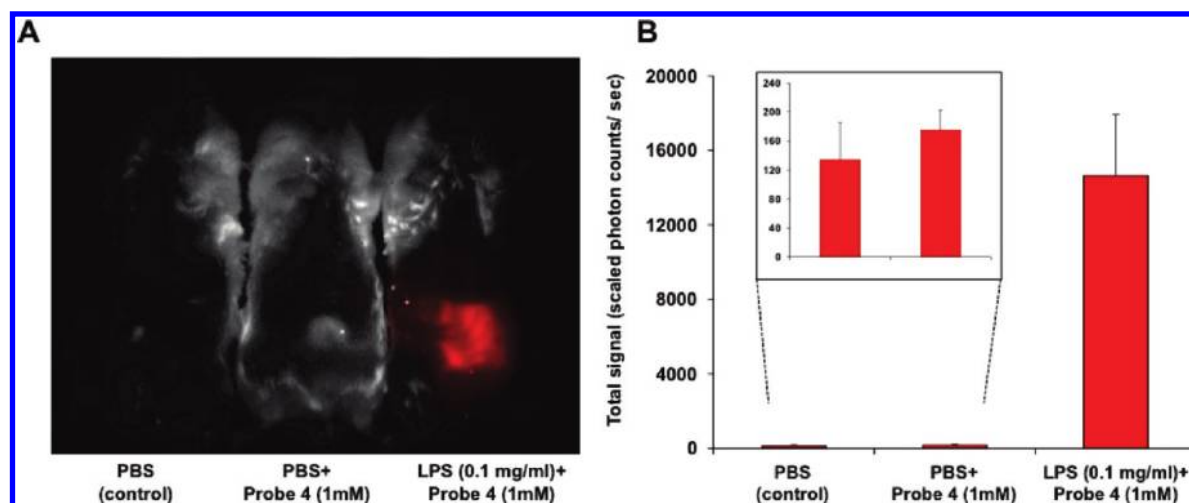 A
B
PBS
(control)
PBS+
Probe 4 (1mM)
LPS (0.1 mg/ml)+
Probe 4 (1mM)
Total signal (scaled photon counts/ sec)
20000
16000
12000
8000
4000
0
240
200
160
120
80
40
0
PBS
(control)
PBS+
Probe 4 (1mM)
LPS (0.1 mg/ml)+
Probe 4 (1mM)